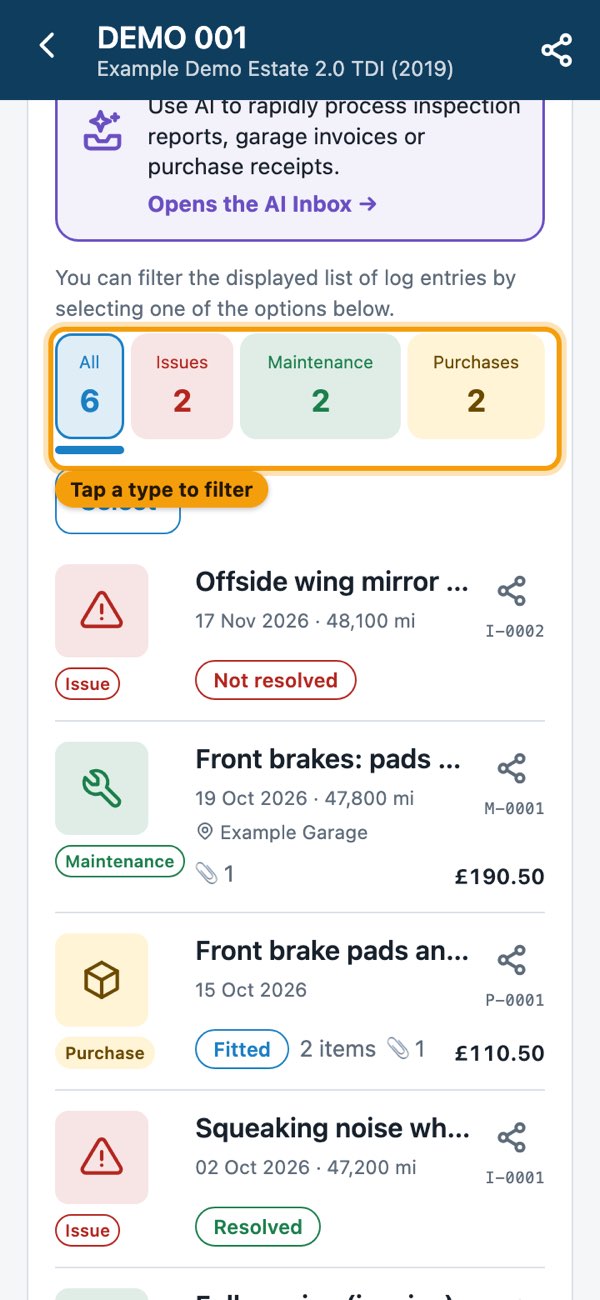 DEMO 001
Example Demo Estate 2.0 TDI (2019)
Use AI to rapidly process inspection
reports, garage invoices or
purchase receipts.
Opens the AI Inbox →
You can filter the displayed list of log entries by
selecting one of the options below.
All
6
Issues
2
Maintenance
2
Purchases
2
Tap a type to filter
Offside wing mirror ...
17 Nov 2026 · 48,100 mi
I-0002
Issue
Not resolved
Front brakes: pads ...
19 Oct 2026 · 47,800 mi
M-0001
Example Garage
Maintenance
1
£190.50
Front brake pads an...
15 Oct 2026
P-0001
Purchase
Fitted
2 items
1
£110.50
Squeaking noise wh...
02 Oct 2026 · 47,200 mi
I-0001
Issue
Resolved